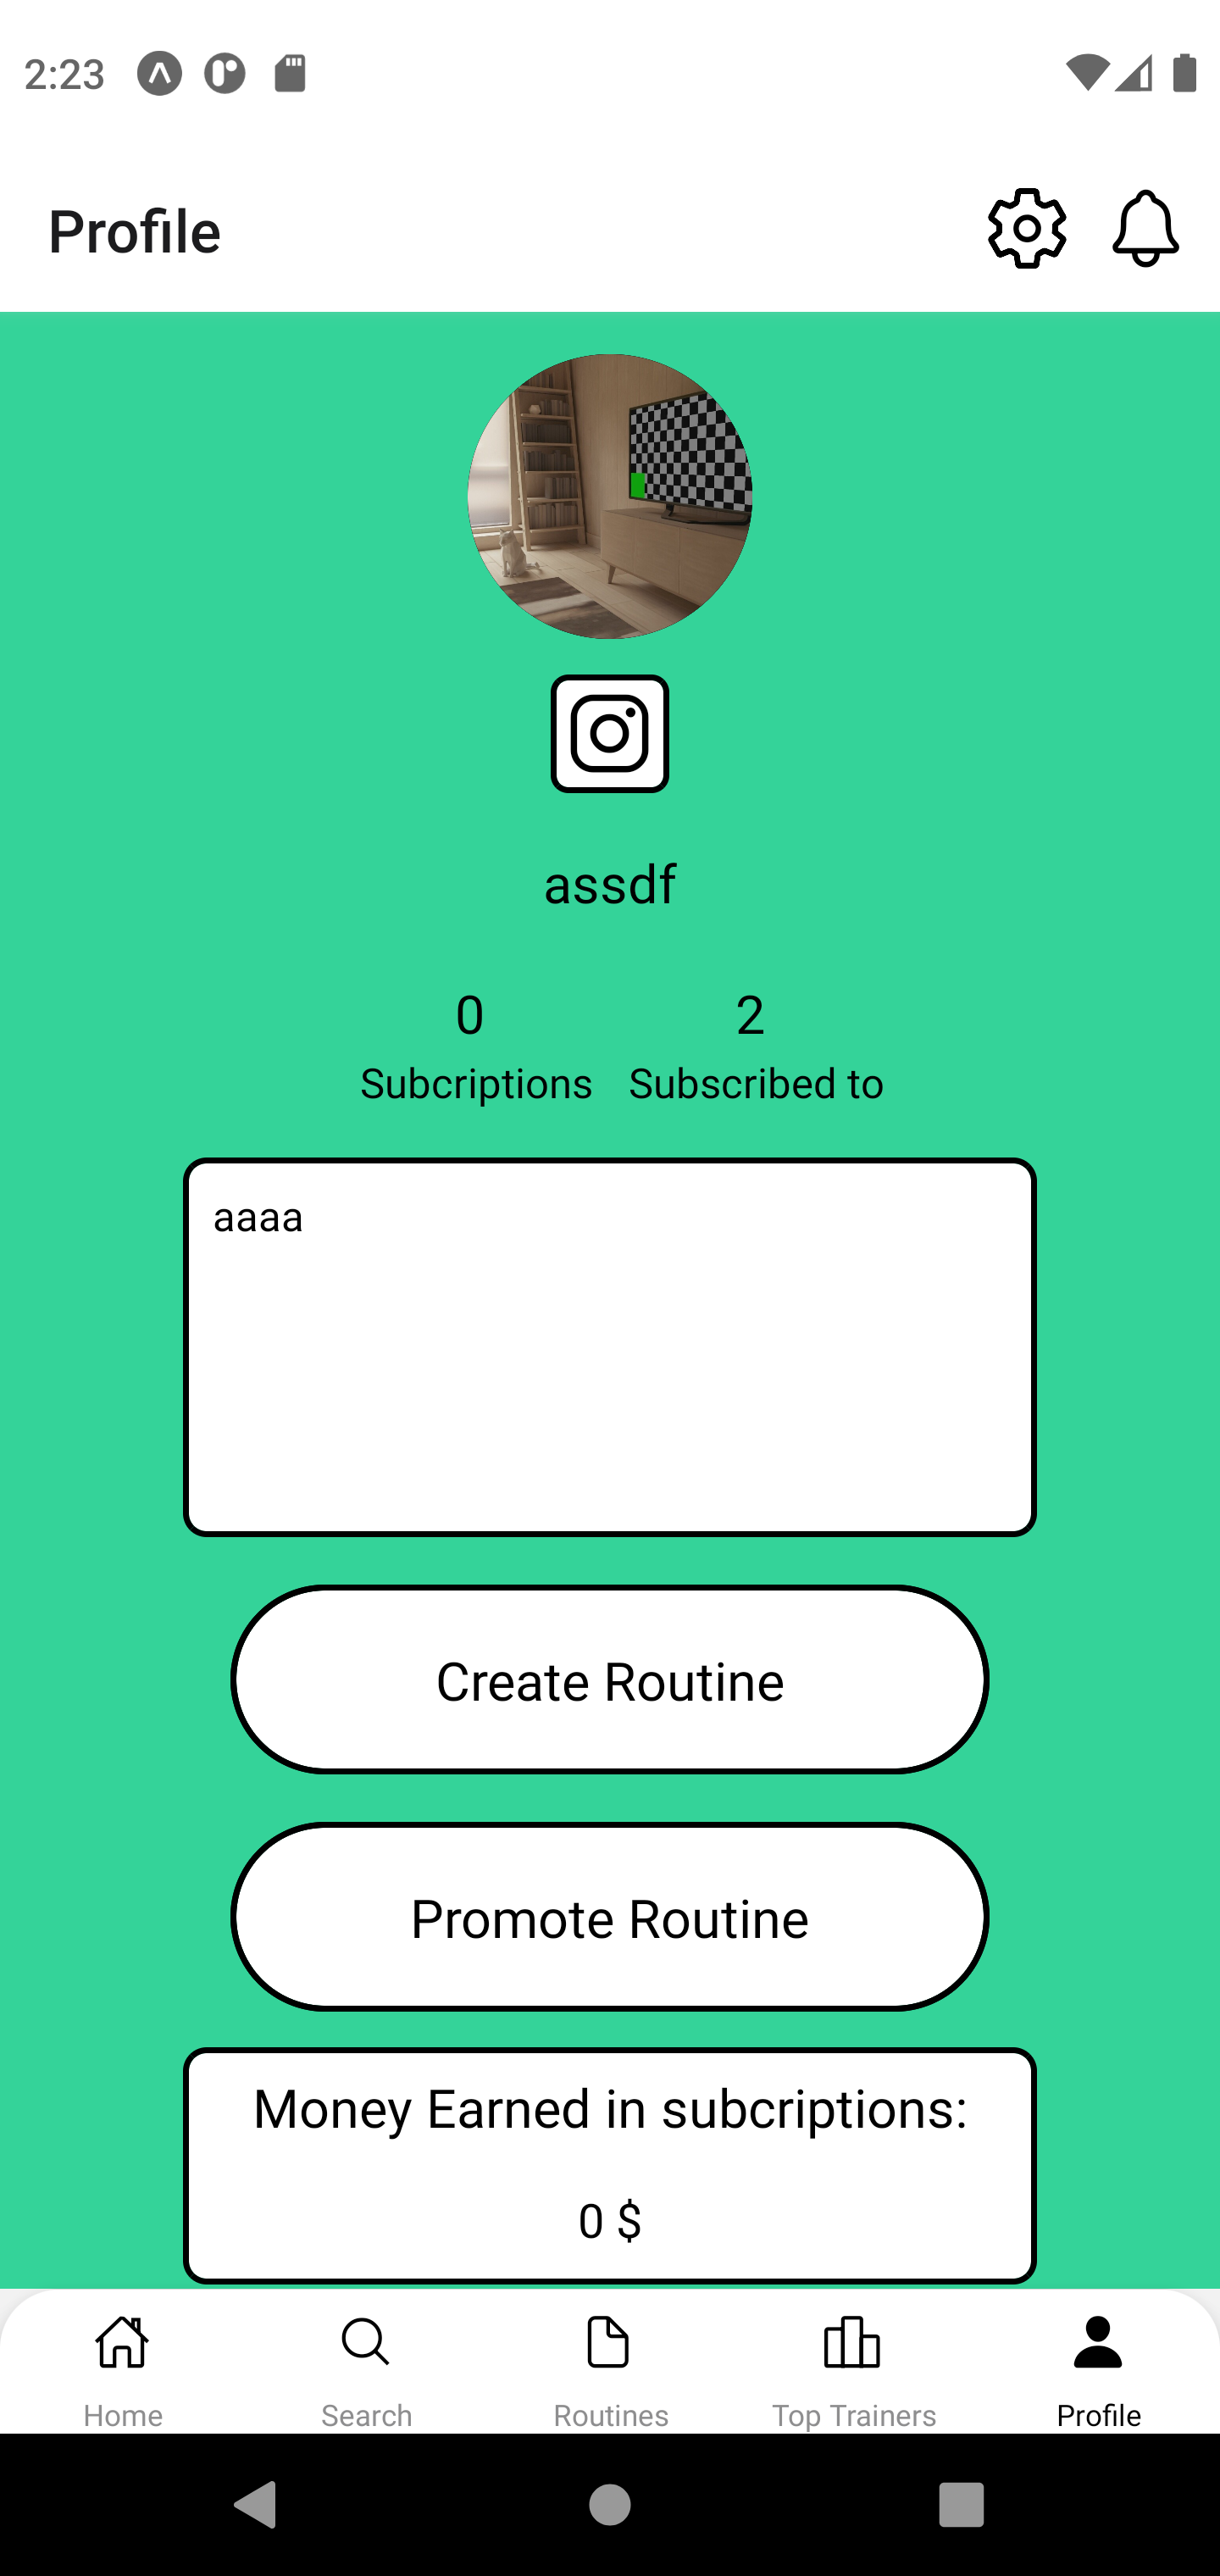 2:23
Profile
assdf
0 2
Subcriptions Subscribed to
aaaa
Create Routine
Promote Routine
Money Earned in subcriptions:
0 $
Home Search Routines Top Trainers Profile